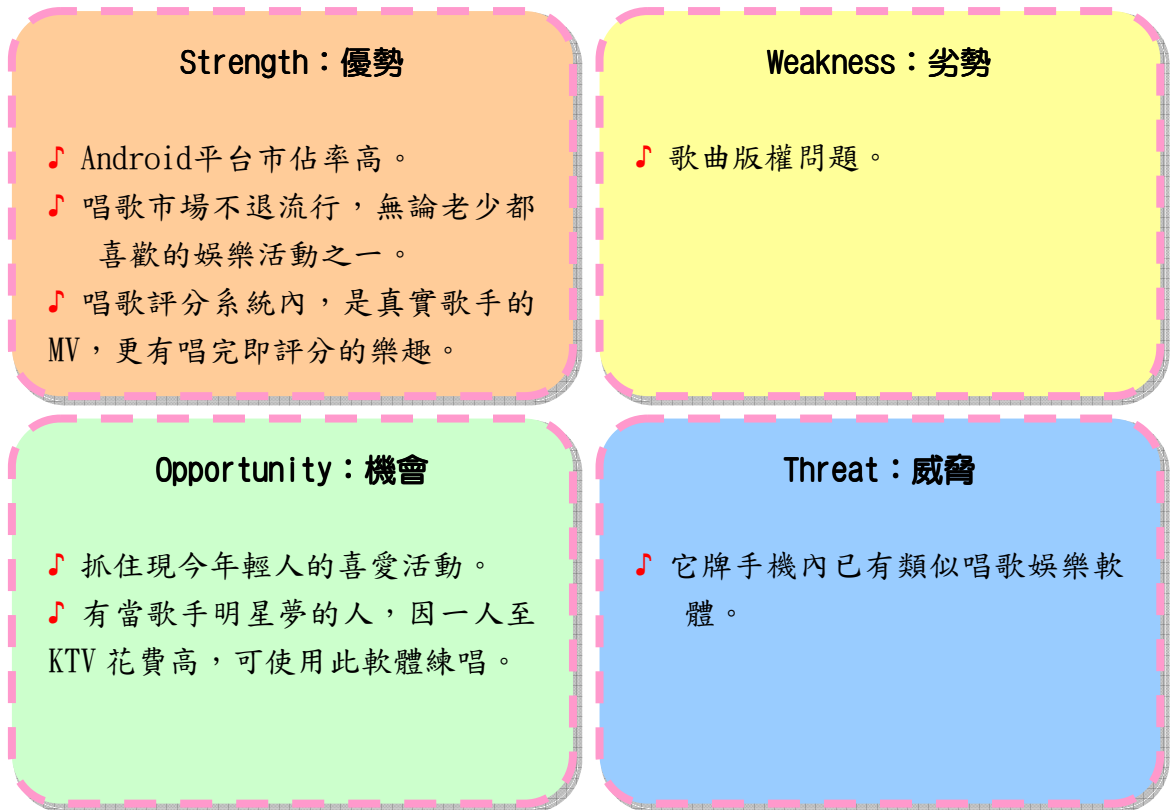 Strength：優勢
♪ Android平台市佔率高。
♪ 唱歌市場不退流行，無論老少都
喜歡的娛樂活動之一。
♪ 唱歌評分系統內，是真實歌手的
MV，更有唱完即評分的樂趣。
Weakness：劣勢
♪ 歌曲版權問題。
Opportunity：機會
♪ 抓住現今年輕人的喜愛活動。
♪ 有當歌手明星夢的人，因一人至
KTV 花費高，可使用此軟體練唱。
Threat：威脅
♪ 它牌手機內已有類似唱歌娛樂軟
體。